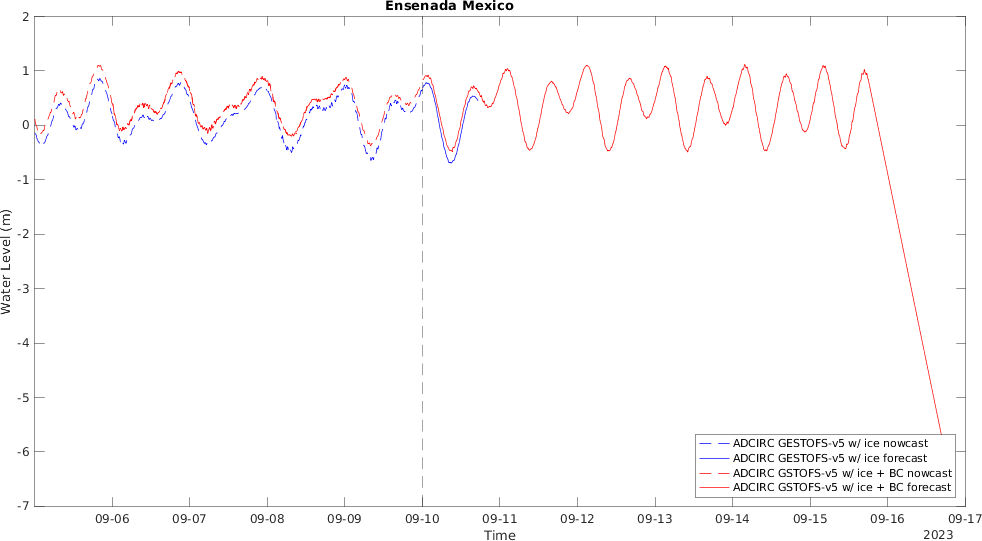 Ensenada Mexico
2
1
0
-1
-2
-3
-4
-5
-6
-7
Water Level (m)
ADCIRC GESTOFS-v5 w/ ice nowcast
ADCIRC GESTOFS-v5 w/ ice forecast
ADCIRC GSTOFS-v5 w/ ice + BC nowcast
ADCIRC GSTOFS-v5 w/ ice + BC forecast
09-06 09-07 09-08 09-09 09-10 09-11 09-12 09-13 09-14 09-15 09-16 09-17
Time
2023